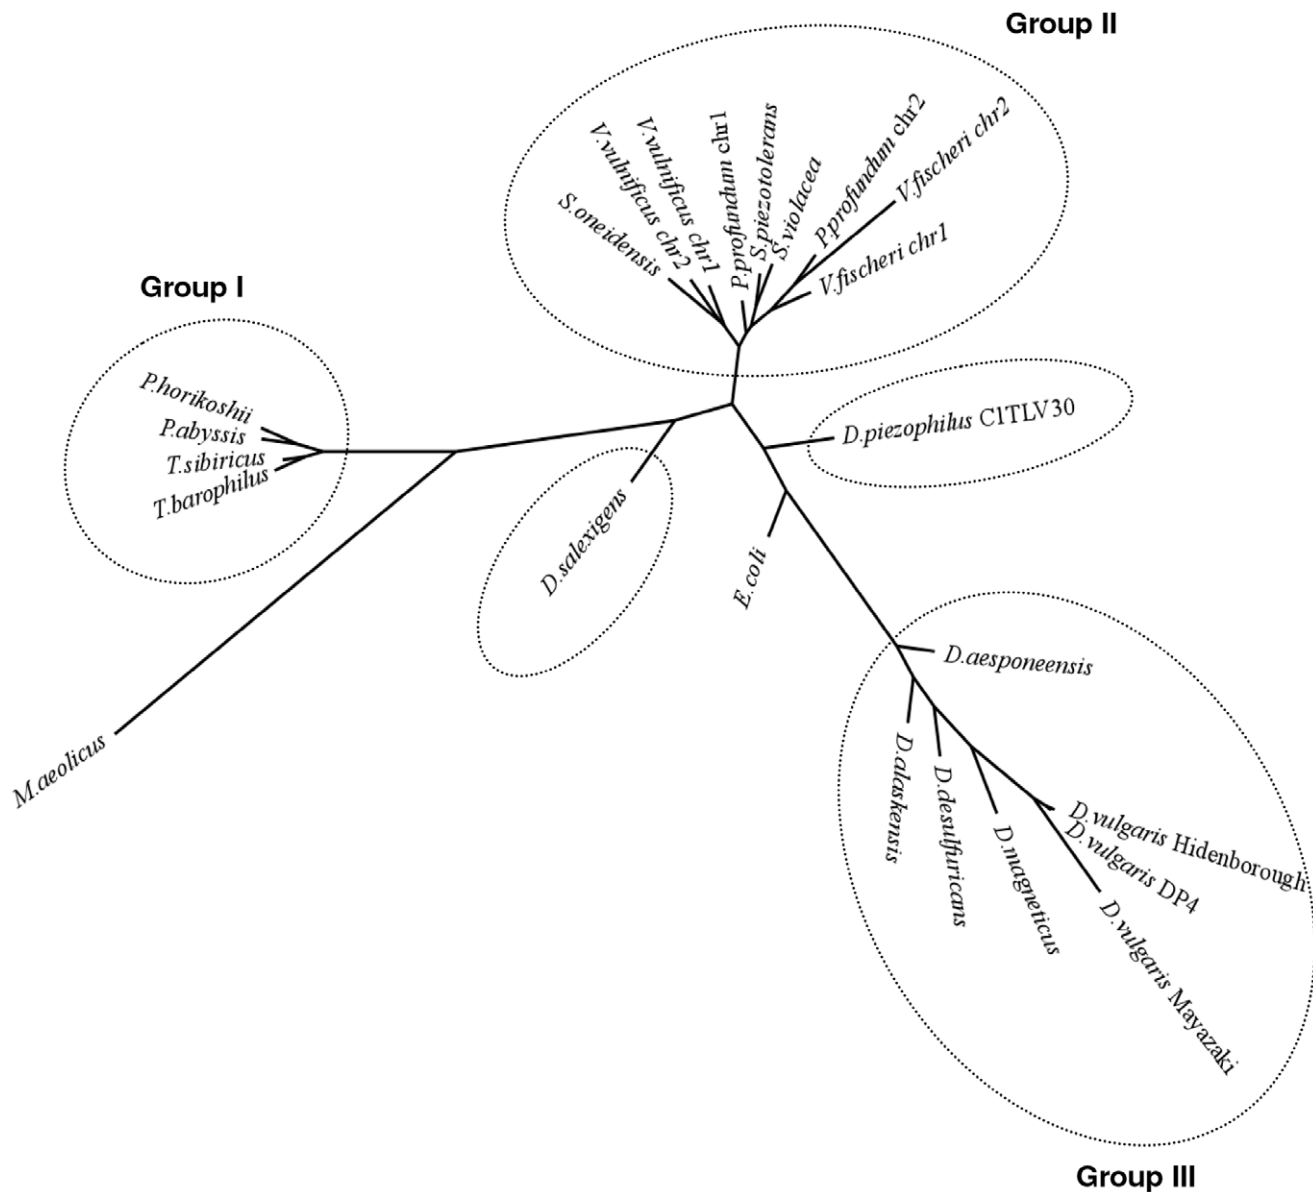 Group II
S.oneidensis
V.vulnificus chr2
V.vulnificus chr1
P.profundum chr1
S.piezotolerans
S.violacea
P.profundum chr2
V.fischeri chr2
V.fischeri chr1
Group I
P.horikoshii
P.abyssis
T.sibiricus
T.barophilus
D.piezophilus C1TLV30
D.salexigens
E.coli
M.aeolicus
D.aesponeensis
D.alaskensis
D.desulfuricans
D.magneticus
D.vulgaris Hidenborough
D.vulgaris DP4
D.vulgaris Mayazaki
Group III